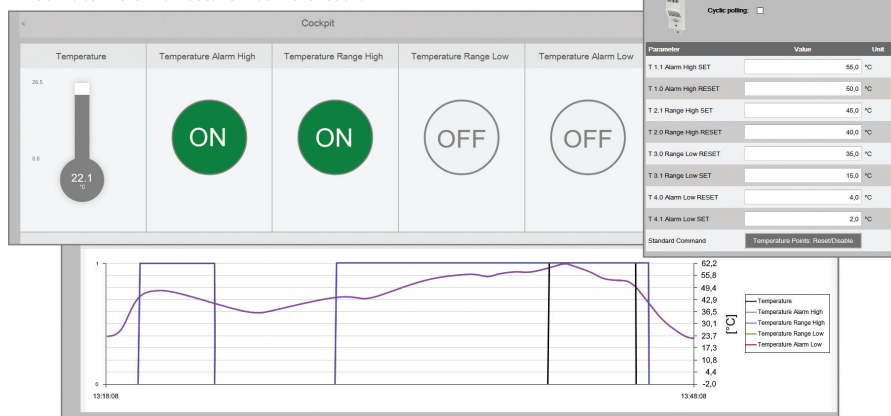 Cockpit
<
Temperature
Temperature Alarm High
Temperature Range High
Temperature Range Low
Temperature Alarm Low
26.5
0.0
22.1
°C
ON
ON
OFF
OFF
Cyclic polling:
Parameter Value Unit
T 1.1 Alarm High SET 55,0 °C
T 1.0 Alarm High RESET 50,0 °C
T 2.1 Range High SET 45,0 °C
T 2.0 Range High RESET 40,0 °C
T 3.0 Range Low RESET 35,0 °C
T 3.1 Range Low SET 15,0 °C
T 4.0 Alarm Low RESET 4,0 °C
T 4.1 Alarm Low SET 2,0 °C
Standard Command Temperature Points: Reset/Disable
1
0
13:18:08
13:48:08
62,2
55,8
49,4
42,9
36,5
30,1
23,7
17,3
10,8
4,4
-2,0
[°C]
Temperature
Temperature Alarm High
Temperature Range High
Temperature Range Low
Temperature Alarm Low